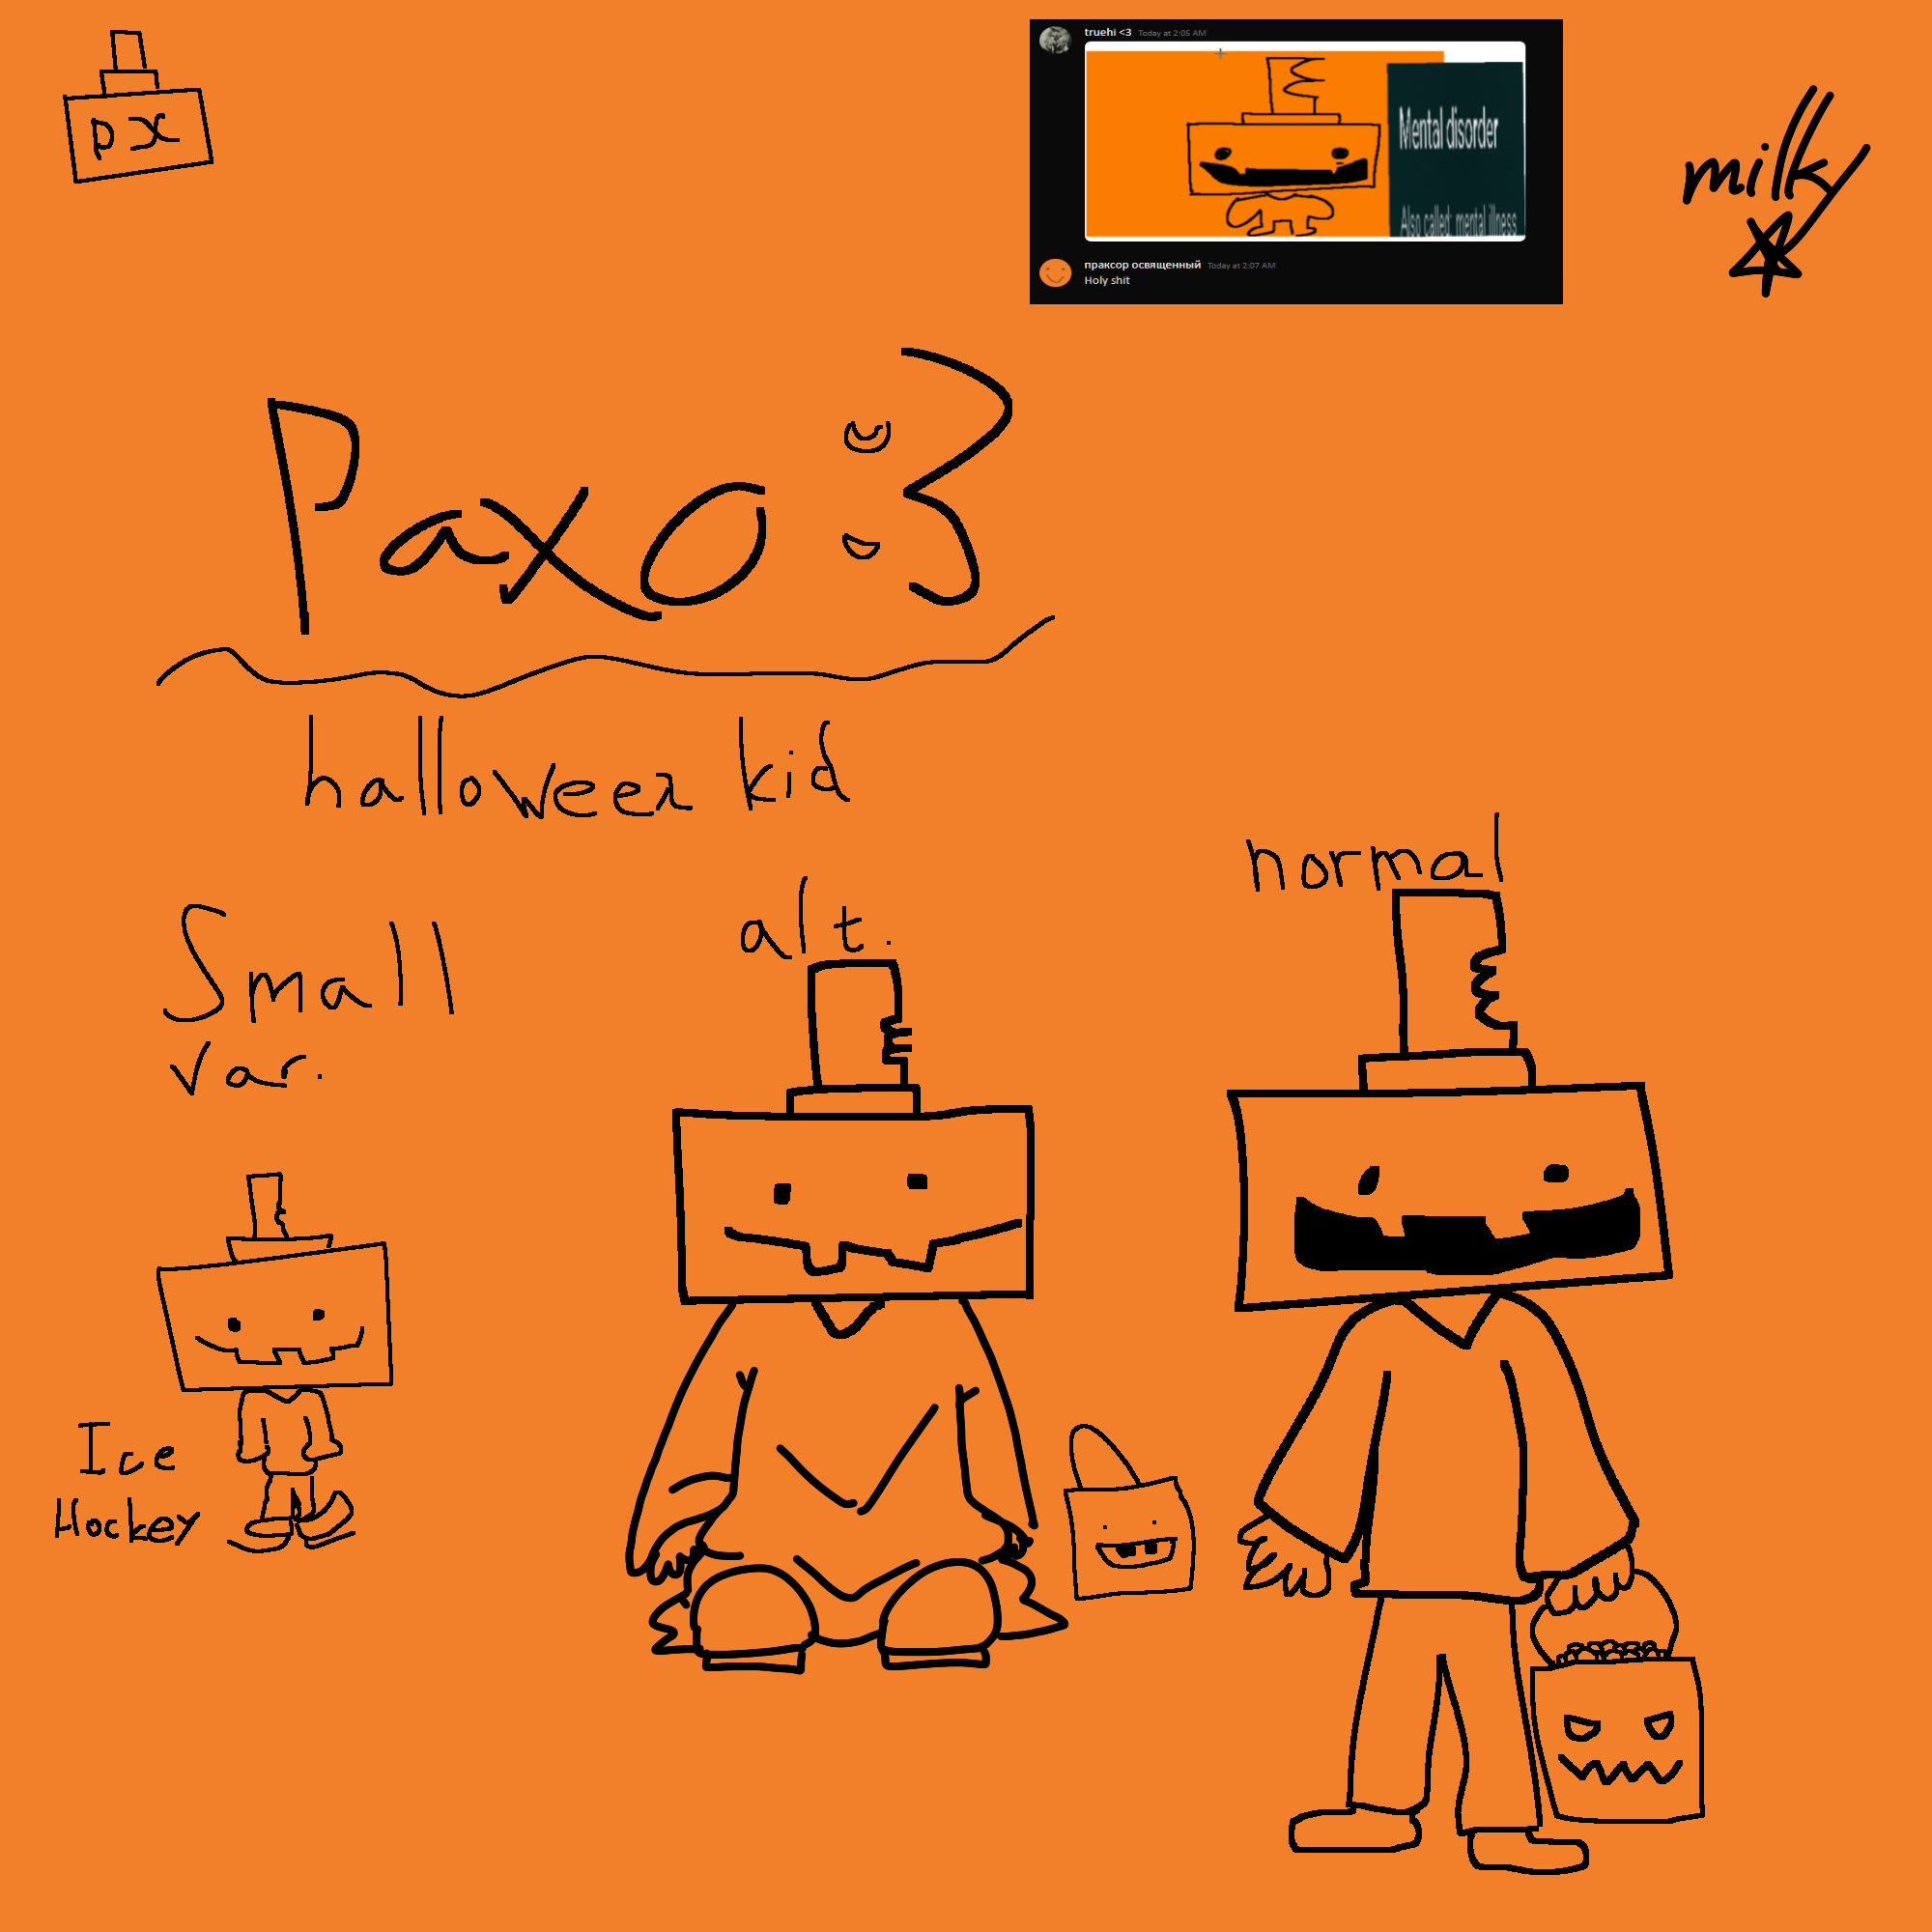 px
truehi <3 Today at 2:05 AM
Mental disorder
Also called: mental illness
праксор освященный Today at 2:07 AM
Holy shit
milky
Paxo :3
halloween kid
normal
alt.
Small
var.
Ice
Hockey